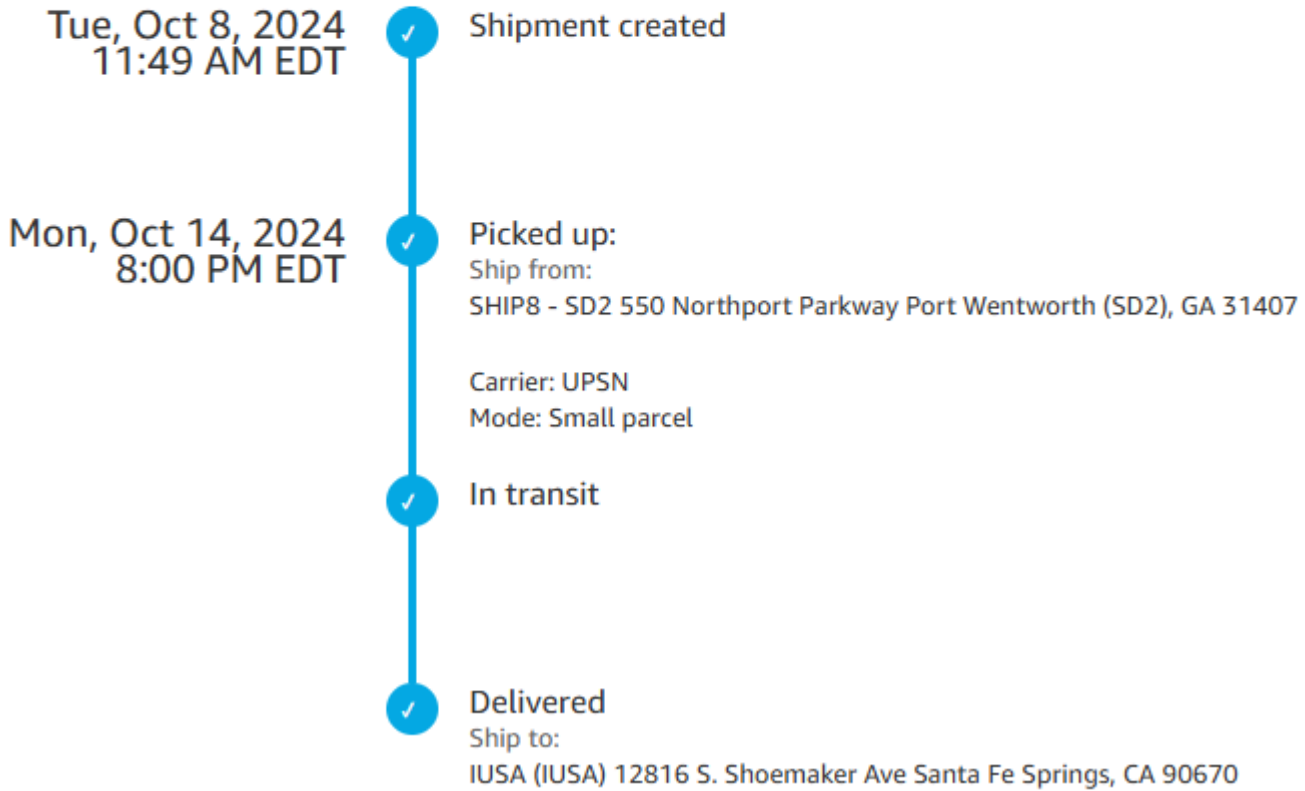 Tue, Oct 8, 2024
11:49 AM EDT
Shipment created
Mon, Oct 14, 2024
8:00 PM EDT
Picked up:
Ship from:
SHIP8 - SD2 550 Northport Parkway Port Wentworth (SD2), GA 31407
Carrier: UPSN
Mode: Small parcel
In transit
Delivered
Ship to:
IUSA (IUSA) 12816 S. Shoemaker Ave Santa Fe Springs, CA 90670